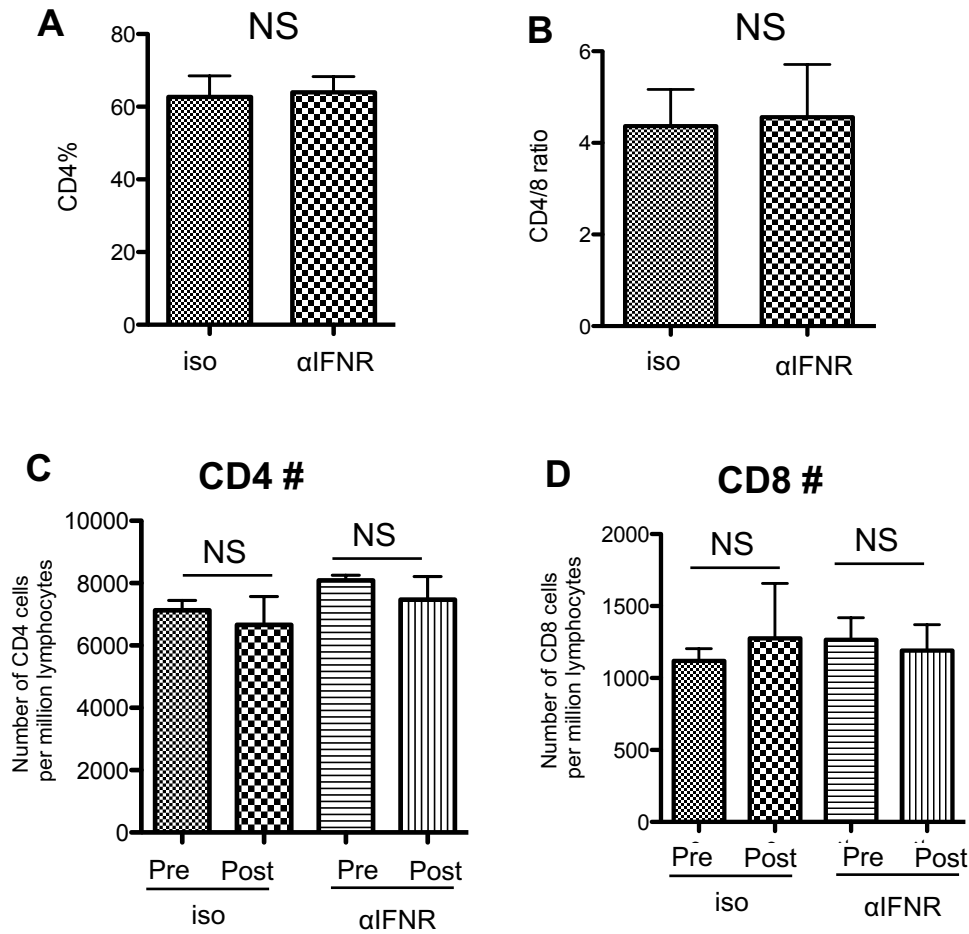 A
NS
CD4%
80
60
40
20
0
iso
αIFNR
B
NS
CD4/8 ratio
6
4
2
0
iso
αIFNR
C
CD4 #
Number of CD4 cells
per million lymphocytes
10000
8000
6000
4000
2000
0
NS
NS
Pre
Post
Pre
Post
iso
αIFNR
D
CD8 #
Number of CD8 cells
per million lymphocytes
2000
1500
1000
500
0
NS
NS
Pre
Post
Pre
Post
iso
αIFNR